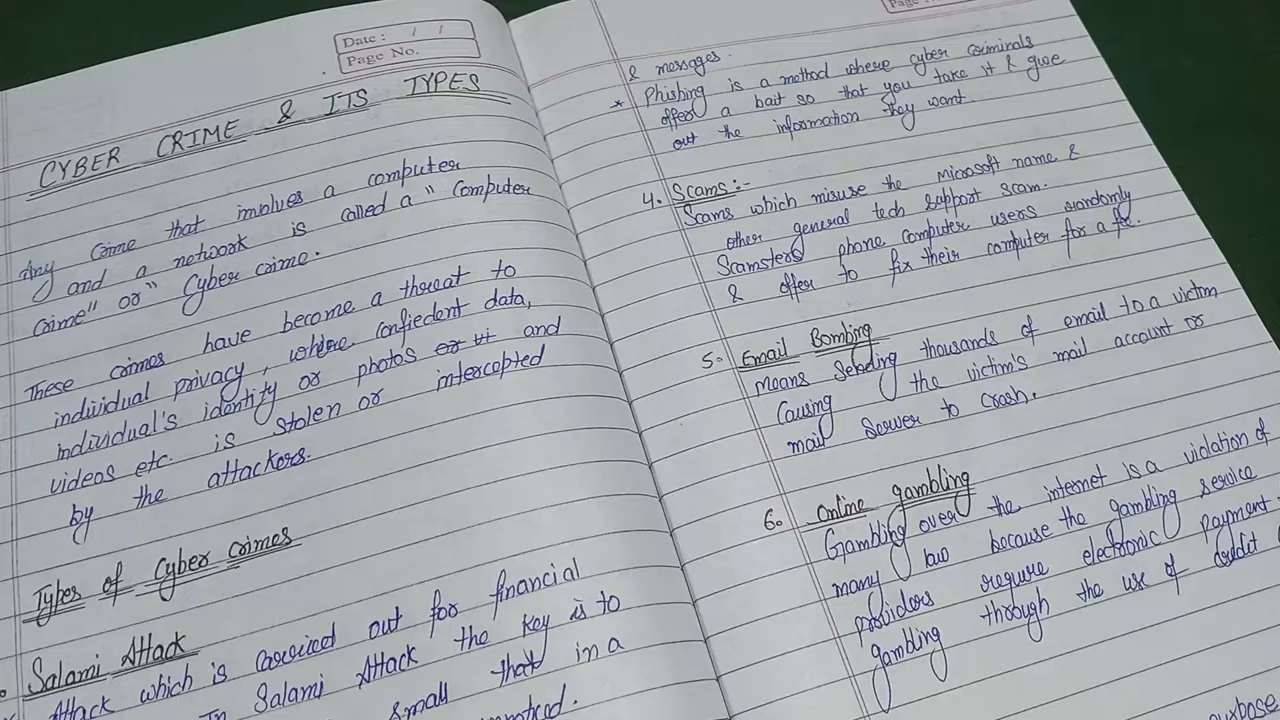 Date : / /
Page No.
CYBER CRIME & ITS TYPES
Any crime that involves a computer
and a network is called a " Computer
Crime" or " Cyber crime.
These crimes have become a threat to
individual privacy, where confiedent data,
individual's identity or photos or vi and
videos etc. is stolen or intercepted
by the attackers.
Types of Cyber crimes
Salami Attack
Attack which is carried out for financial
In Salami Attack the key is to
small that in a
Page
& messages.
* Phishing is a method where cyber criminals
offer a bait so that you take it & give
out the information they want.
4. Scams:-
Scams which misuse the microsoft name &
other general tech support scam.
Scamsters phone computer users randomly
& offer to fix their computer for a fee.
5. Email Bombing
means sending thousands of email to a victim
causing the victim's mail account or
mail server to crash.
6. Online gambling
Gambling over the internet is a violation of
many law because the gambling service
providers require electronic payment
gambling through the use of credit